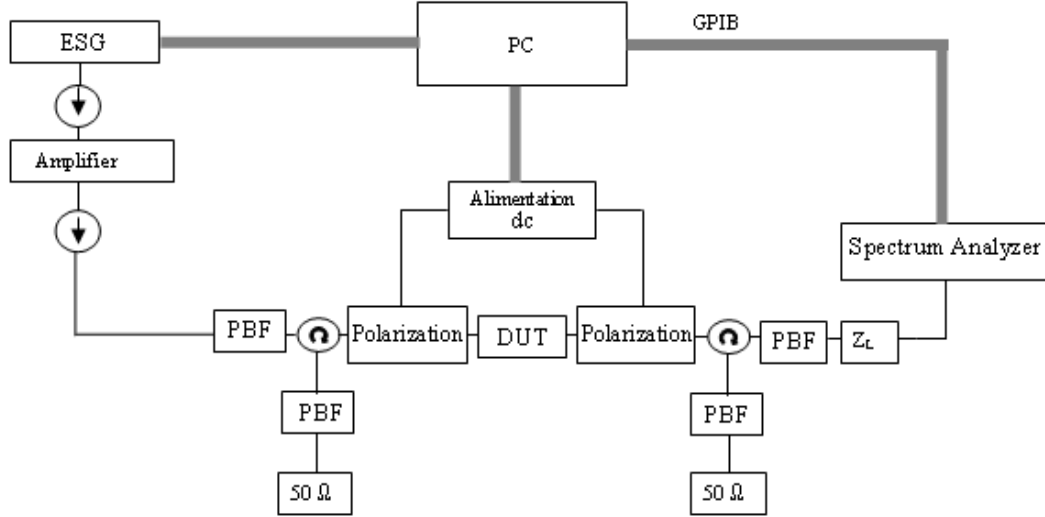 ESG
PC
GPIB
Amplifier
Alimentation
dc
Spectrum Analyzer
PBF
Polarization
DUT
Polarization
PBF
ZL
PBF
PBF
50 Ω
50 Ω